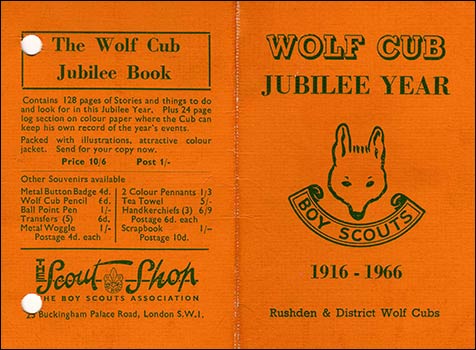 The Wolf Cub
Jubilee Book
Contains 128 pages of Stories and things to do
and look for in this Jubilee Year. Plus 24 page
log section on colour paper where the Cub can
keep his own record of the year's events.
Packed with illustrations, attractive colour
jacket. Send for your copy now.
Price 10/6 Post 1/-
Other Souvenirs available
Metal Button Badge 4d.
Wolf Cub Pencil 6d.
Ball Point Pen 1/-
Transfers (5) 6d.
Metal Woggle 1/-
Postage 4d. each
2 Colour Pennants 1/3
Tea Towel 5/-
Handkerchiefs (3) 6/9
Postage 6d. each
Scrapbook 1/-
Postage 10d.
THE
Scout Shop
THE BOY SCOUTS ASSOCIATION
25 Buckingham Palace Road, London S.W.1.
WOLF CUB
JUBILEE YEAR
BOY SCOUTS
1916 - 1966
Rushden & District Wolf Cubs